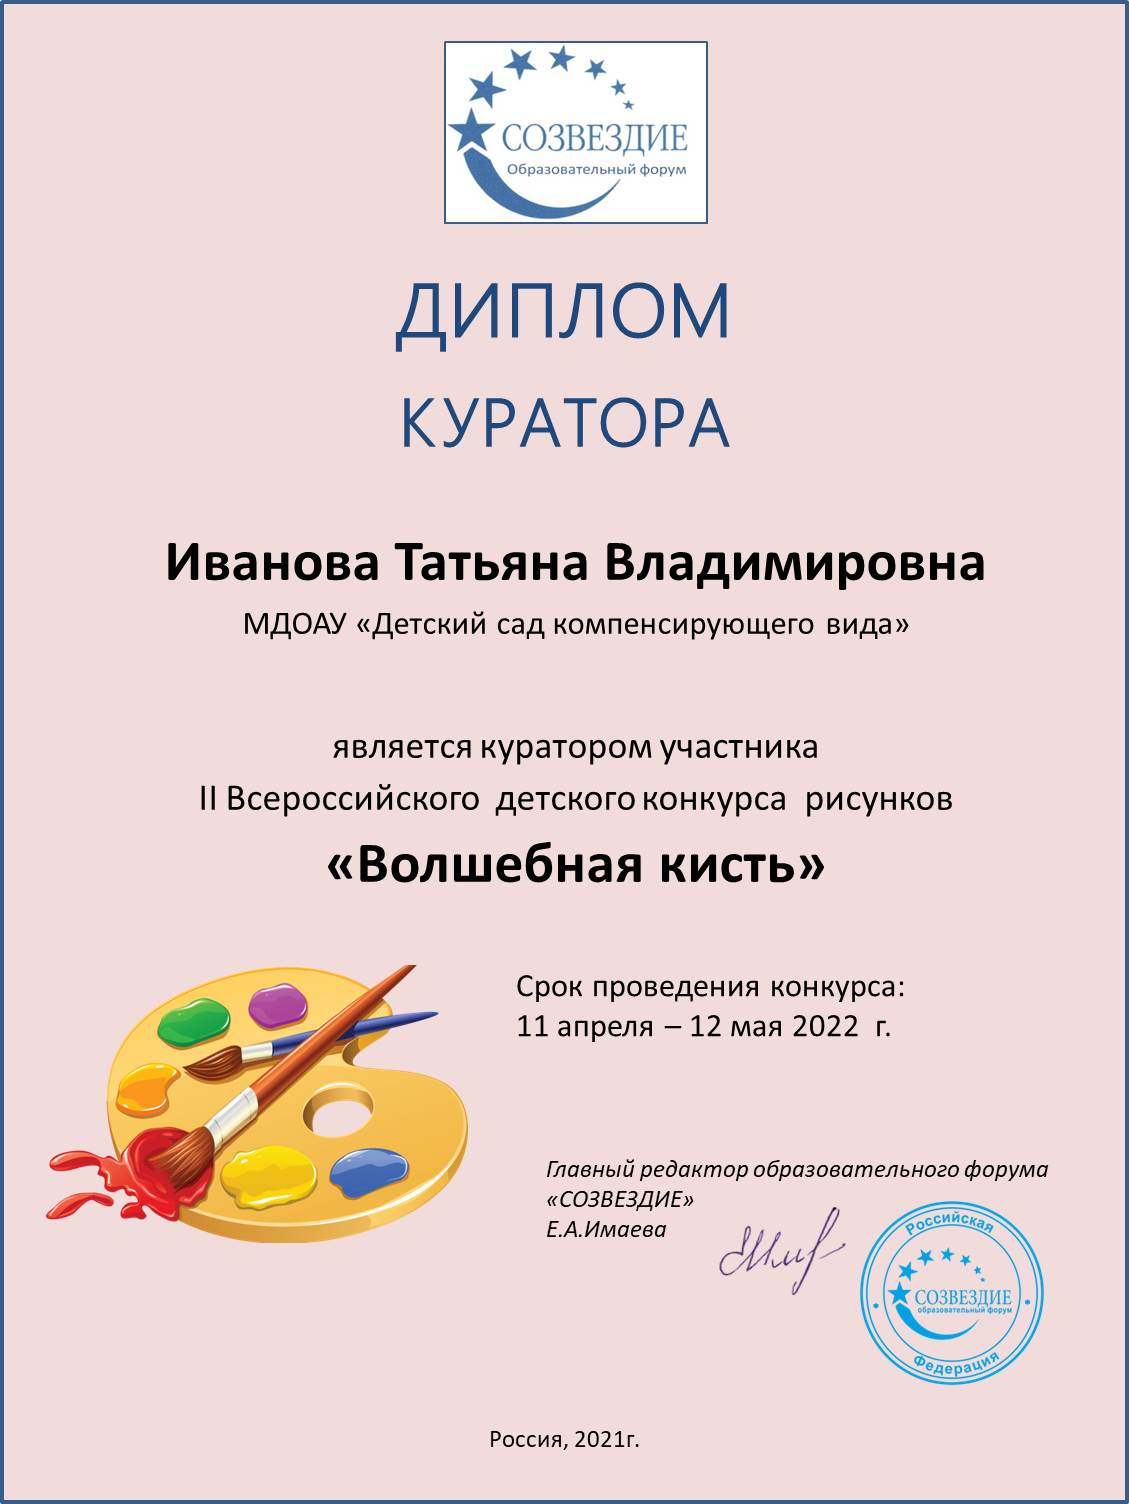 СОЗВЕЗДИЕ
Образовательный форум
ДИПЛОМ
КУРАТОРА
Иванова Татьяна Владимировна
МДОАУ «Детский сад компенсирующего вида»
является куратором участника
II Всероссийского детского конкурса рисунков
«Волшебная кисть»
Срок проведения конкурса:
11 апреля – 12 мая 2022 г.
Главный редактор образовательного форума
«СОЗВЕЗДИЕ»
Е.А.Имаева
Российская
СОЗВЕЗДИЕ
образовательный форум
Федерация
Россия, 2021г.